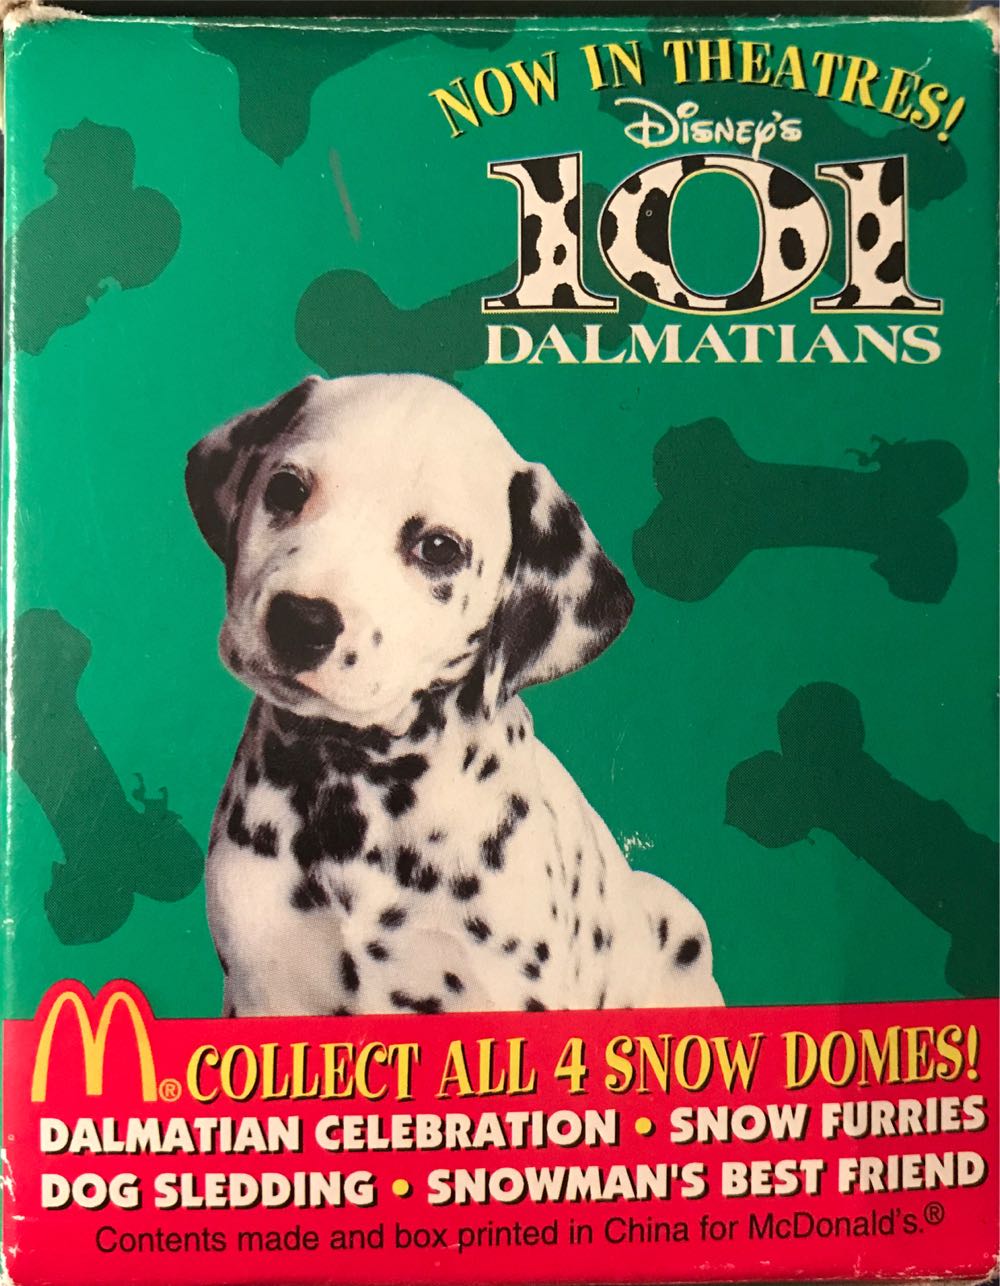 NOW IN THEATRES!
DISNEY'S
101
DALMATIANS
M® COLLECT ALL 4 SNOW DOMES!
DALMATIAN CELEBRATION • SNOW FURRIES
DOG SLEDDING • SNOWMAN'S BEST FRIEND
Contents made and box printed in China for McDonald's.®